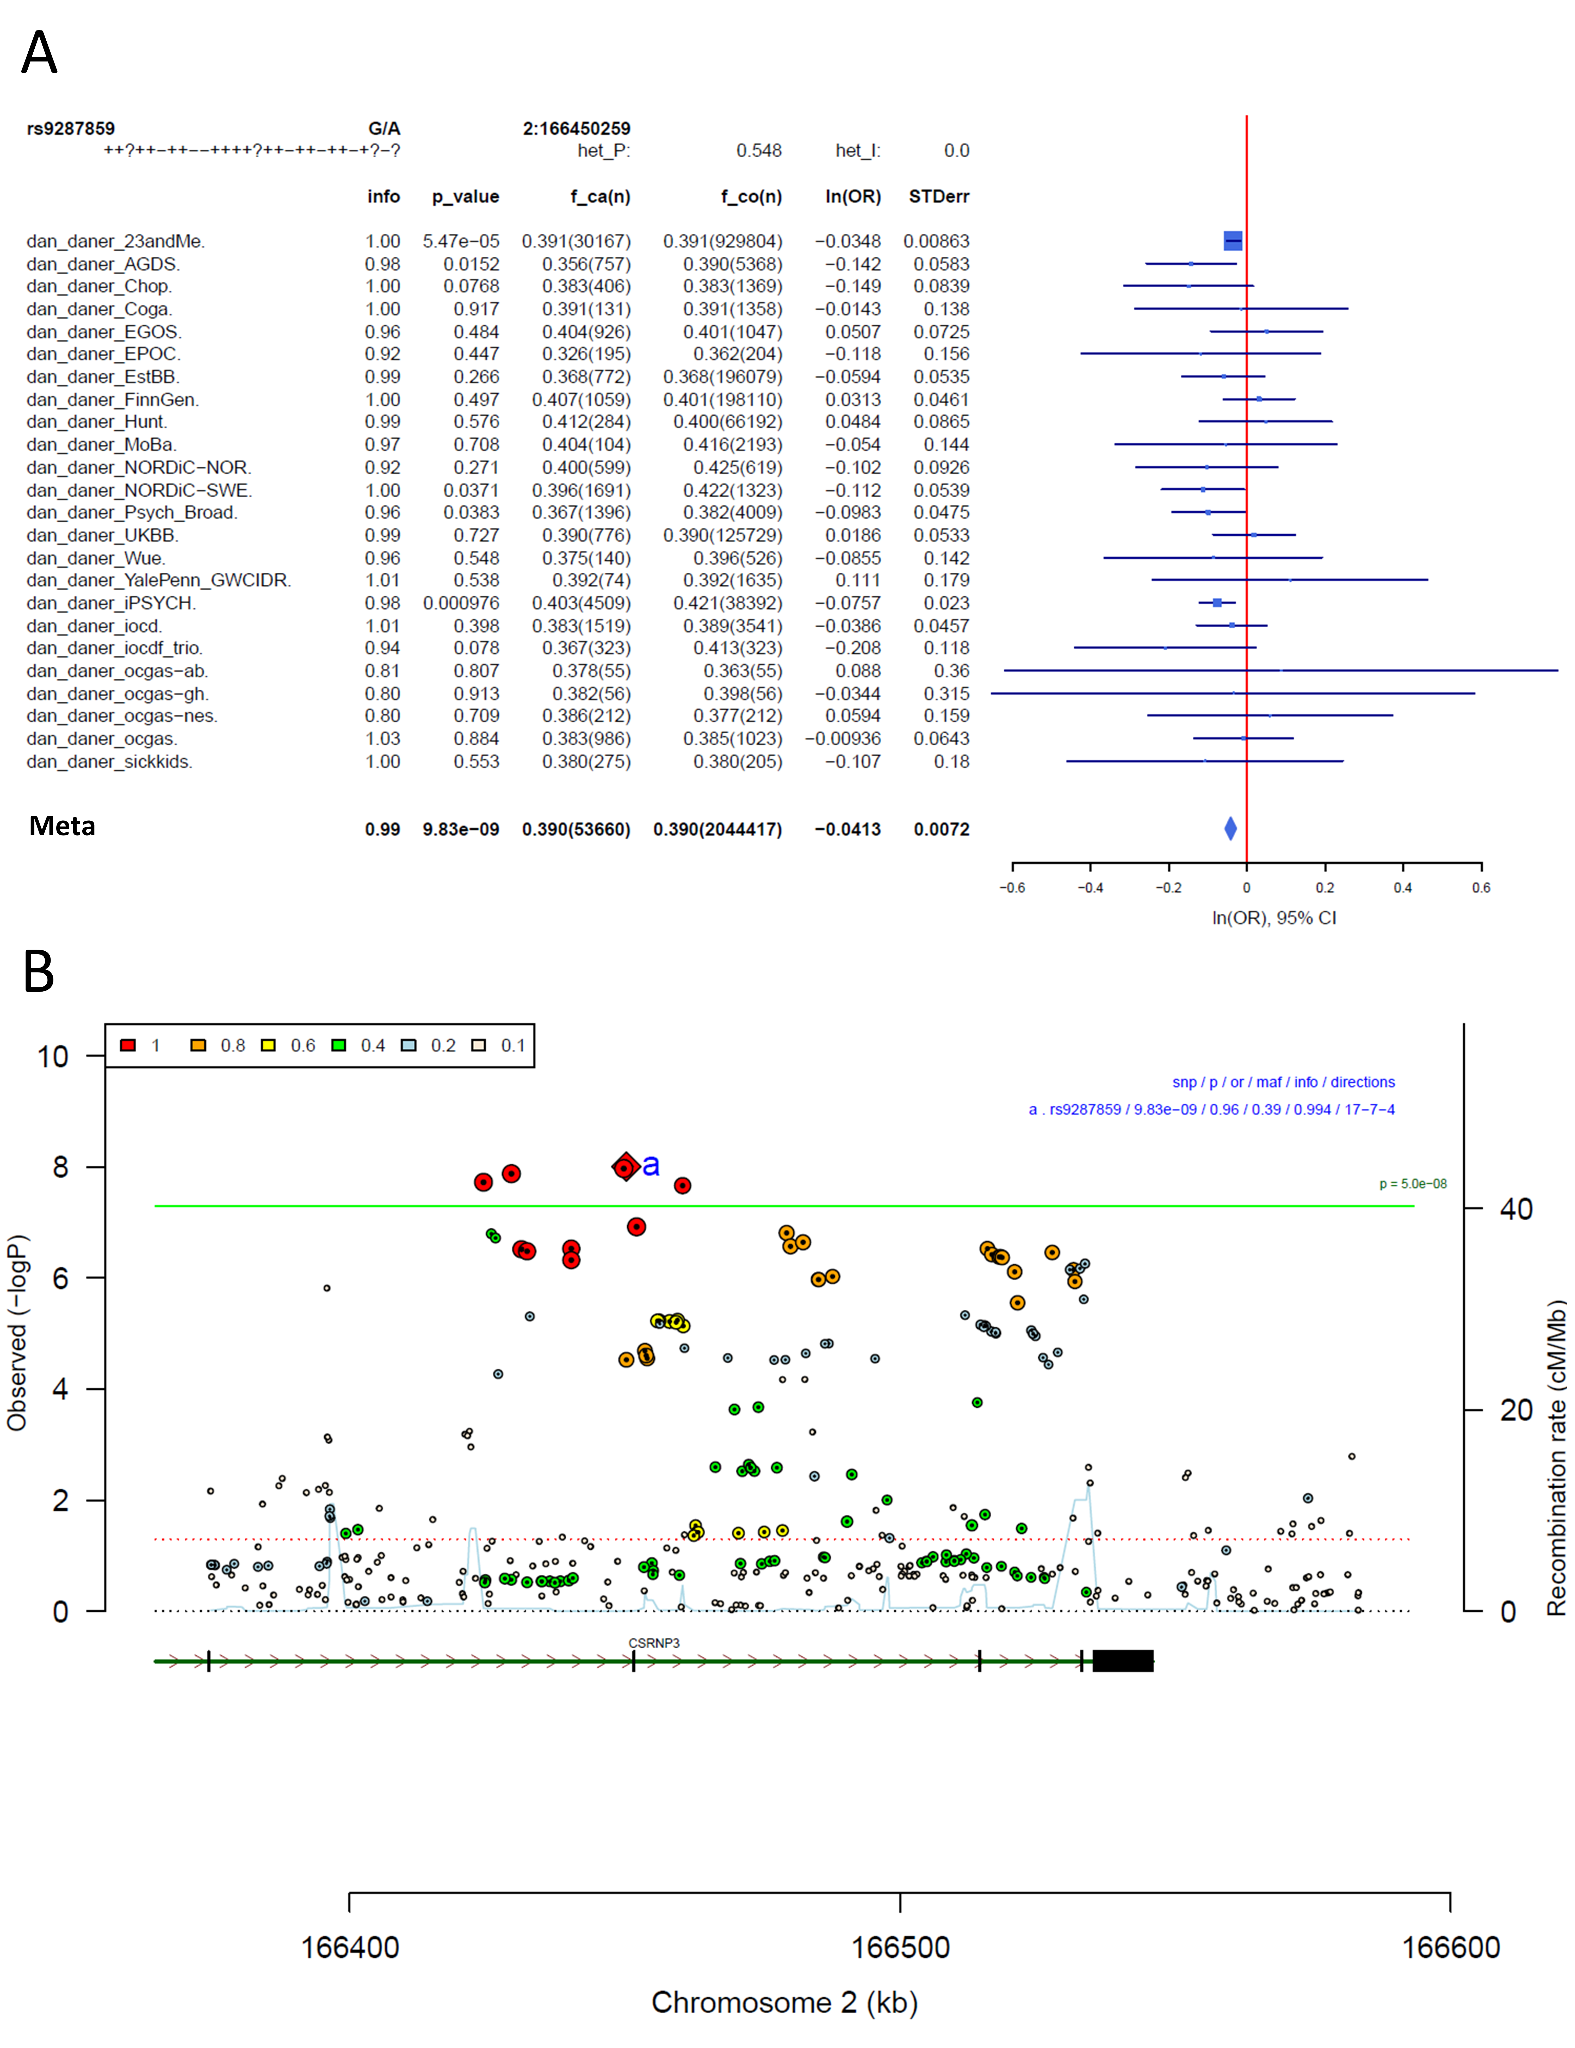 A
rs9287859 G/A 2:166450259
++?++−++−−++++?++−++−++−+?−? het_P: 0.548 het_I: 0.0
info p_value f_ca(n) f_co(n) ln(OR) STDerr
dan_daner_23andMe. 1.00 5.47e−05 0.391(30167) 0.391(929804) −0.0348 0.00863
dan_daner_AGDS. 0.98 0.0152 0.356(757) 0.390(5368) −0.142 0.0583
dan_daner_Chop. 1.00 0.0768 0.383(406) 0.383(1369) −0.149 0.0839
dan_daner_Coga. 1.00 0.917 0.391(131) 0.391(1358) −0.0143 0.138
dan_daner_EGOS. 0.96 0.484 0.404(926) 0.401(1047) 0.0507 0.0725
dan_daner_EPOC. 0.92 0.447 0.326(195) 0.362(204) −0.118 0.156
dan_daner_EstBB. 0.99 0.266 0.368(772) 0.368(196079) −0.0594 0.0535
dan_daner_FinnGen. 1.00 0.497 0.407(1059) 0.401(198110) 0.0313 0.0461
dan_daner_Hunt. 0.99 0.576 0.412(284) 0.400(66192) 0.0484 0.0865
dan_daner_MoBa. 0.97 0.708 0.404(104) 0.416(2193) −0.054 0.144
dan_daner_NORDiC−NOR. 0.92 0.271 0.400(599) 0.425(619) −0.102 0.0926
dan_daner_NORDiC−SWE. 1.00 0.0371 0.396(1691) 0.422(1323) −0.112 0.0539
dan_daner_Psych_Broad. 0.96 0.0383 0.367(1396) 0.382(4009) −0.0983 0.0475
dan_daner_UKBB. 0.99 0.727 0.390(776) 0.390(125729) 0.0186 0.0533
dan_daner_Wue. 0.96 0.548 0.375(140) 0.396(526) −0.0855 0.142
dan_daner_YalePenn_GWCIDR. 1.01 0.538 0.392(74) 0.392(1635) 0.111 0.179
dan_daner_iPSYCH. 0.98 0.000976 0.403(4509) 0.421(38392) −0.0757 0.023
dan_daner_iocd. 1.01 0.398 0.383(1519) 0.389(3541) −0.0386 0.0457
dan_daner_iocdf_trio. 0.94 0.078 0.367(323) 0.413(323) −0.208 0.118
dan_daner_ocgas−ab. 0.81 0.807 0.378(55) 0.363(55) 0.088 0.36
dan_daner_ocgas−gh. 0.80 0.913 0.382(56) 0.398(56) −0.0344 0.315
dan_daner_ocgas−nes. 0.80 0.709 0.386(212) 0.377(212) 0.0594 0.159
dan_daner_ocgas. 1.03 0.884 0.383(986) 0.385(1023) −0.00936 0.0643
dan_daner_sickkids. 1.00 0.553 0.380(275) 0.380(205) −0.107 0.18
Meta 0.99 9.83e−09 0.390(53660) 0.390(2044417) −0.0413 0.0072
−0.6 −0.4 −0.2 0 0.2 0.4 0.6
ln(OR), 95% CI
B
1 0.8 0.6 0.4 0.2 0.1
snp / p / or / maf / info / directions
a . rs9287859 / 9.83e−09 / 0.96 / 0.39 / 0.994 / 17−7−4
a
p = 5.0e−08
10
8
6
4
2
0
Observed (−logP)
40
20
0
Recombination rate (cM/Mb)
CSRNP3
166400 166500 166600
Chromosome 2 (kb)